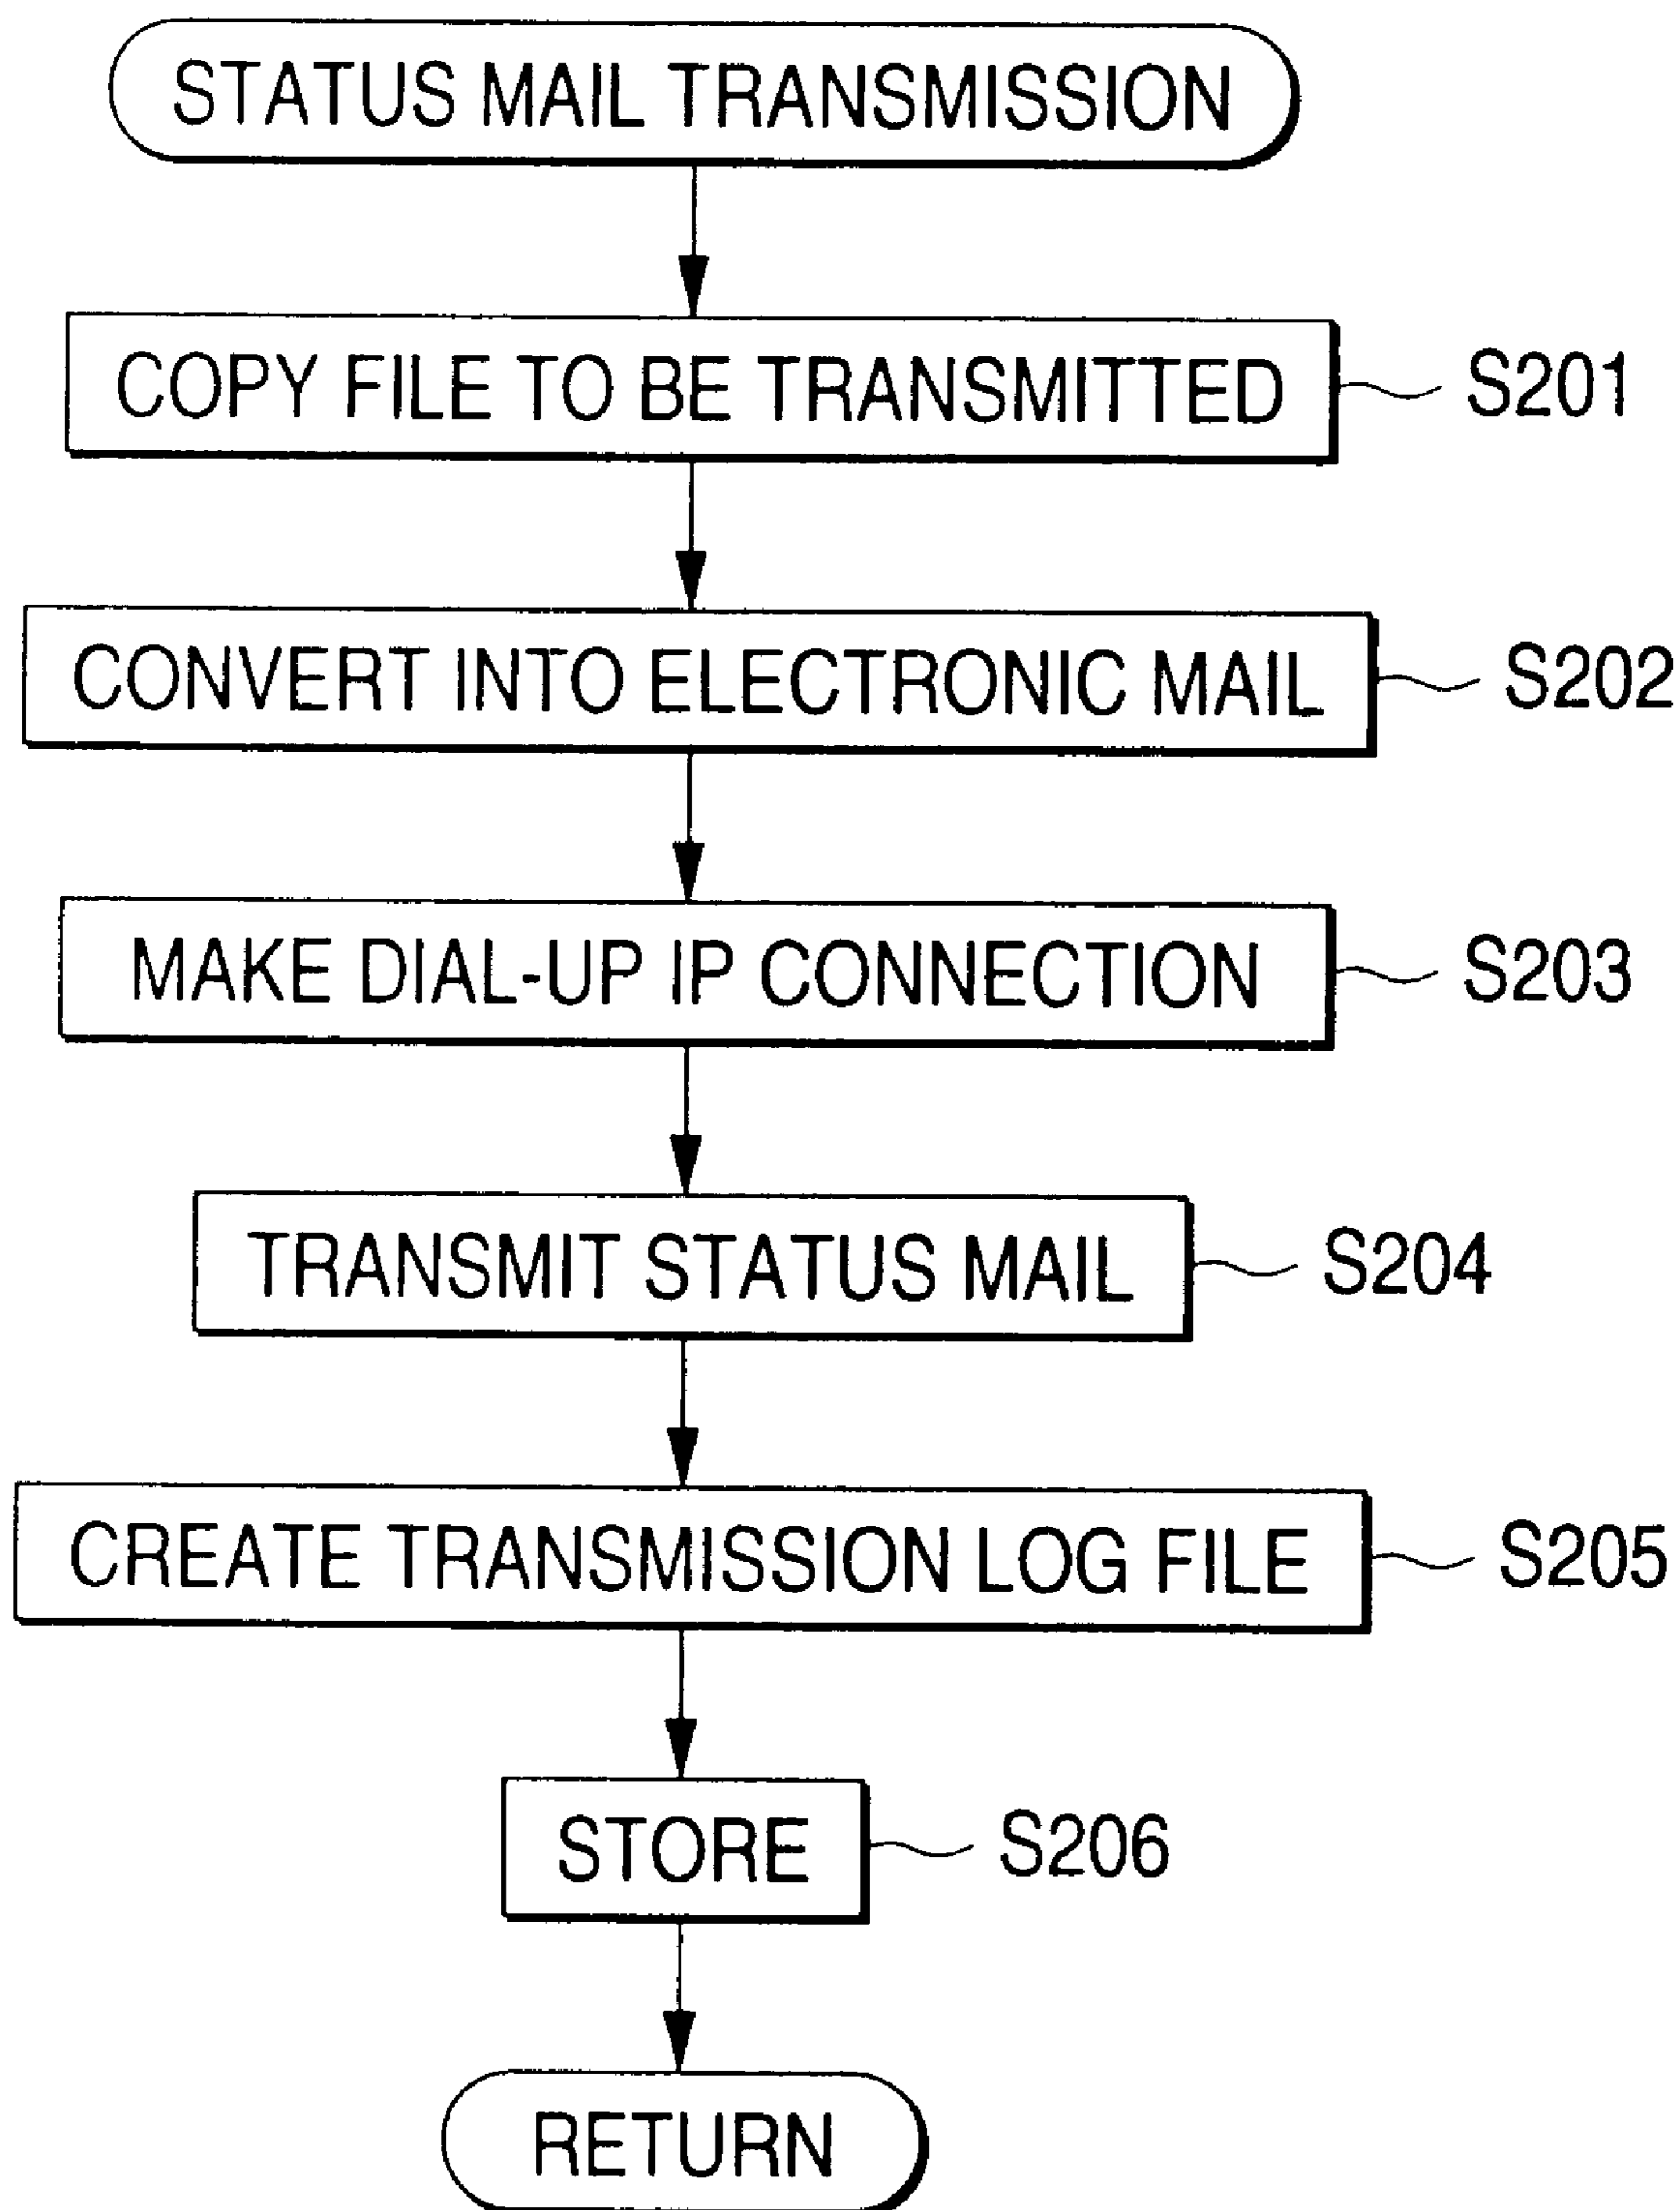 STATUS MAIL TRANSMISSION
COPY FILE TO BE TRANSMITTED S201
CONVERT INTO ELECTRONIC MAIL S202
MAKE DIAL-UP IP CONNECTION S203
TRANSMIT STATUS MAIL S204
CREATE TRANSMISSION LOG FILE S205
STORE S206
RETURN